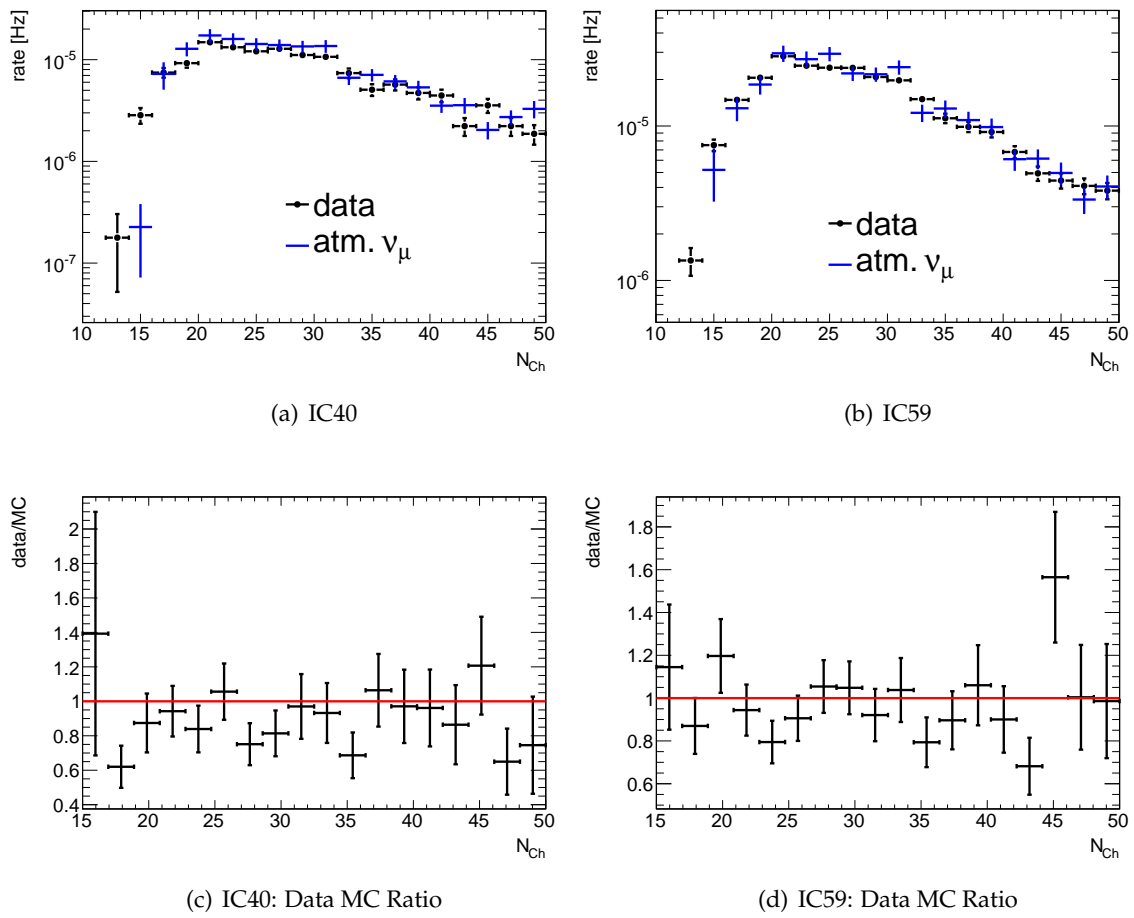 rate [Hz]
10⁻⁵
10⁻⁶
10⁻⁷
data
atm. νμ
10 15 20 25 30 35 40 45 50
N_Ch
(a) IC40
rate [Hz]
10⁻⁵
10⁻⁶
data
atm. νμ
10 15 20 25 30 35 40 45 50
N_Ch
(b) IC59
data/MC
2
1.8
1.6
1.4
1.2
1
0.8
0.6
0.4
15 20 25 30 35 40 45 50
N_Ch
(c) IC40: Data MC Ratio
data/MC
1.8
1.6
1.4
1.2
1
0.8
0.6
15 20 25 30 35 40 45 50
N_Ch
(d) IC59: Data MC Ratio